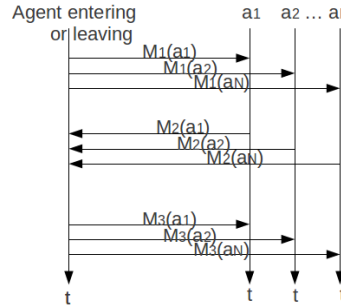 Agent entering a1 a2 ... a
or leaving
M1(a1)
M1(a2)
M1(aN)
M2(a1)
M2(a2)
M2(aN)
M3(a1)
M3(a2)
M3(aN)
t t t t